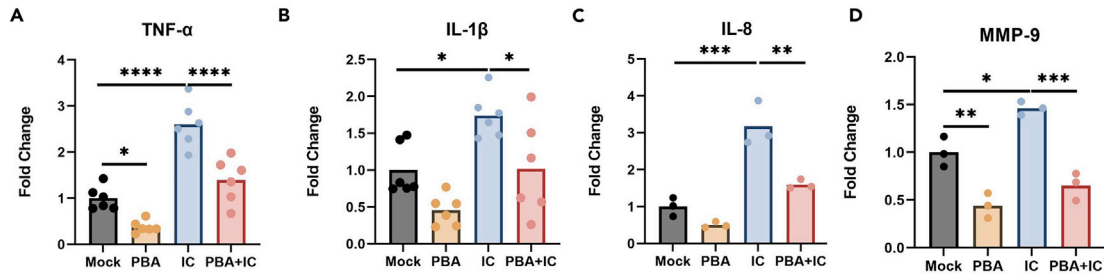 A
TNF-α
Fold Change
4
3
2
1
0
****
****
*
Mock PBA IC PBA+IC
B
IL-1β
Fold Change
2.5
2.0
1.5
1.0
0.5
0.0
*
*
Mock PBA IC PBA+IC
C
IL-8
Fold Change
5
4
3
2
1
0
***
**
Mock PBA IC PBA+IC
D
MMP-9
Fold Change
2.0
1.5
1.0
0.5
0.0
*
***
**
Mock PBA IC PBA+IC